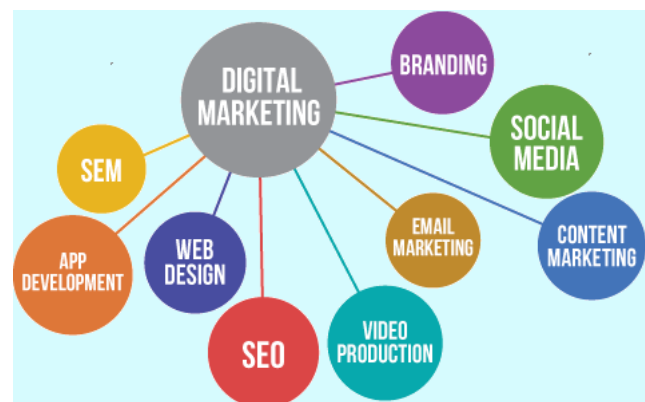 DIGITAL
MARKETING
BRANDING
SOCIAL
MEDIA
SEM
APP
DEVELOPMENT
WEB
DESIGN
EMAIL
MARKETING
CONTENT
MARKETING
SEO
VIDEO
PRODUCTION